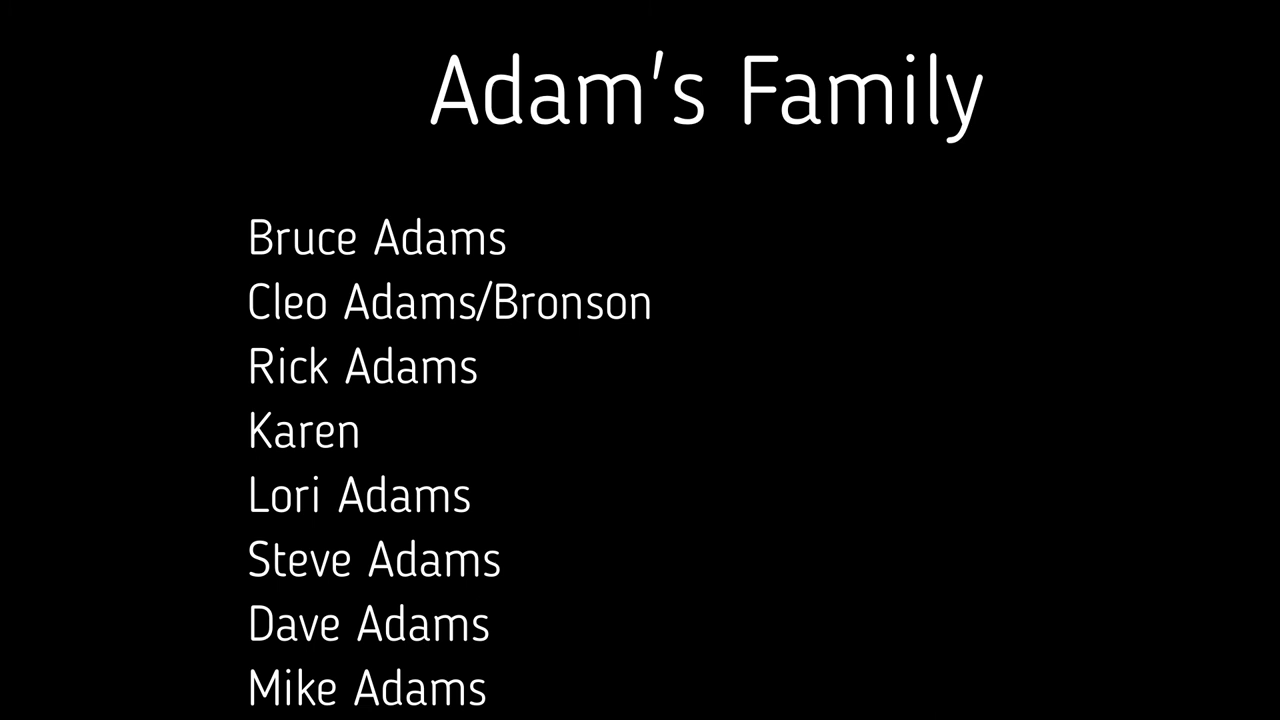 Adam's Family
Bruce Adams
Cleo Adams/Bronson
Rick Adams
Karen
Lori Adams
Steve Adams
Dave Adams
Mike Adams